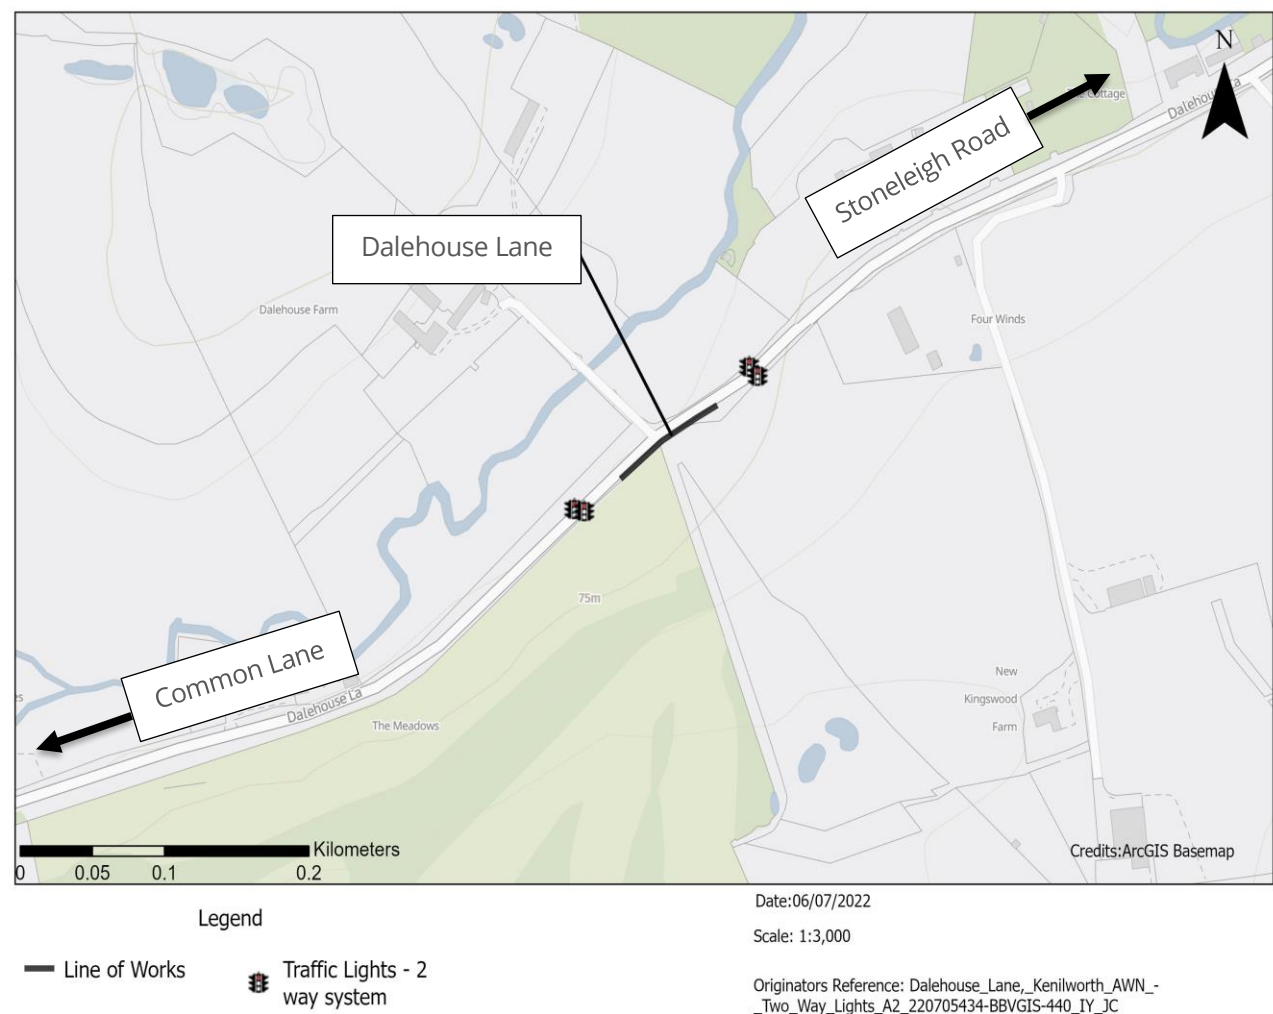 N
The Cottage
Dalehouse La
Stoneleigh Road
Dalehouse Lane
Dalehouse Farm
Four Winds
75m
Common Lane
Dalehouse La
The Meadows
New
Kingswood
Farm
Kilometers
0 0.05 0.1 0.2
Credits:ArcGIS Basemap
Legend
Line of Works
Traffic Lights - 2
way system
Date:06/07/2022
Scale: 1:3,000
Originators Reference: Dalehouse_Lane,_Kenilworth_AWN_-
_Two_Way_Lights_A2_220705434-BBVGIS-440_IY_JC